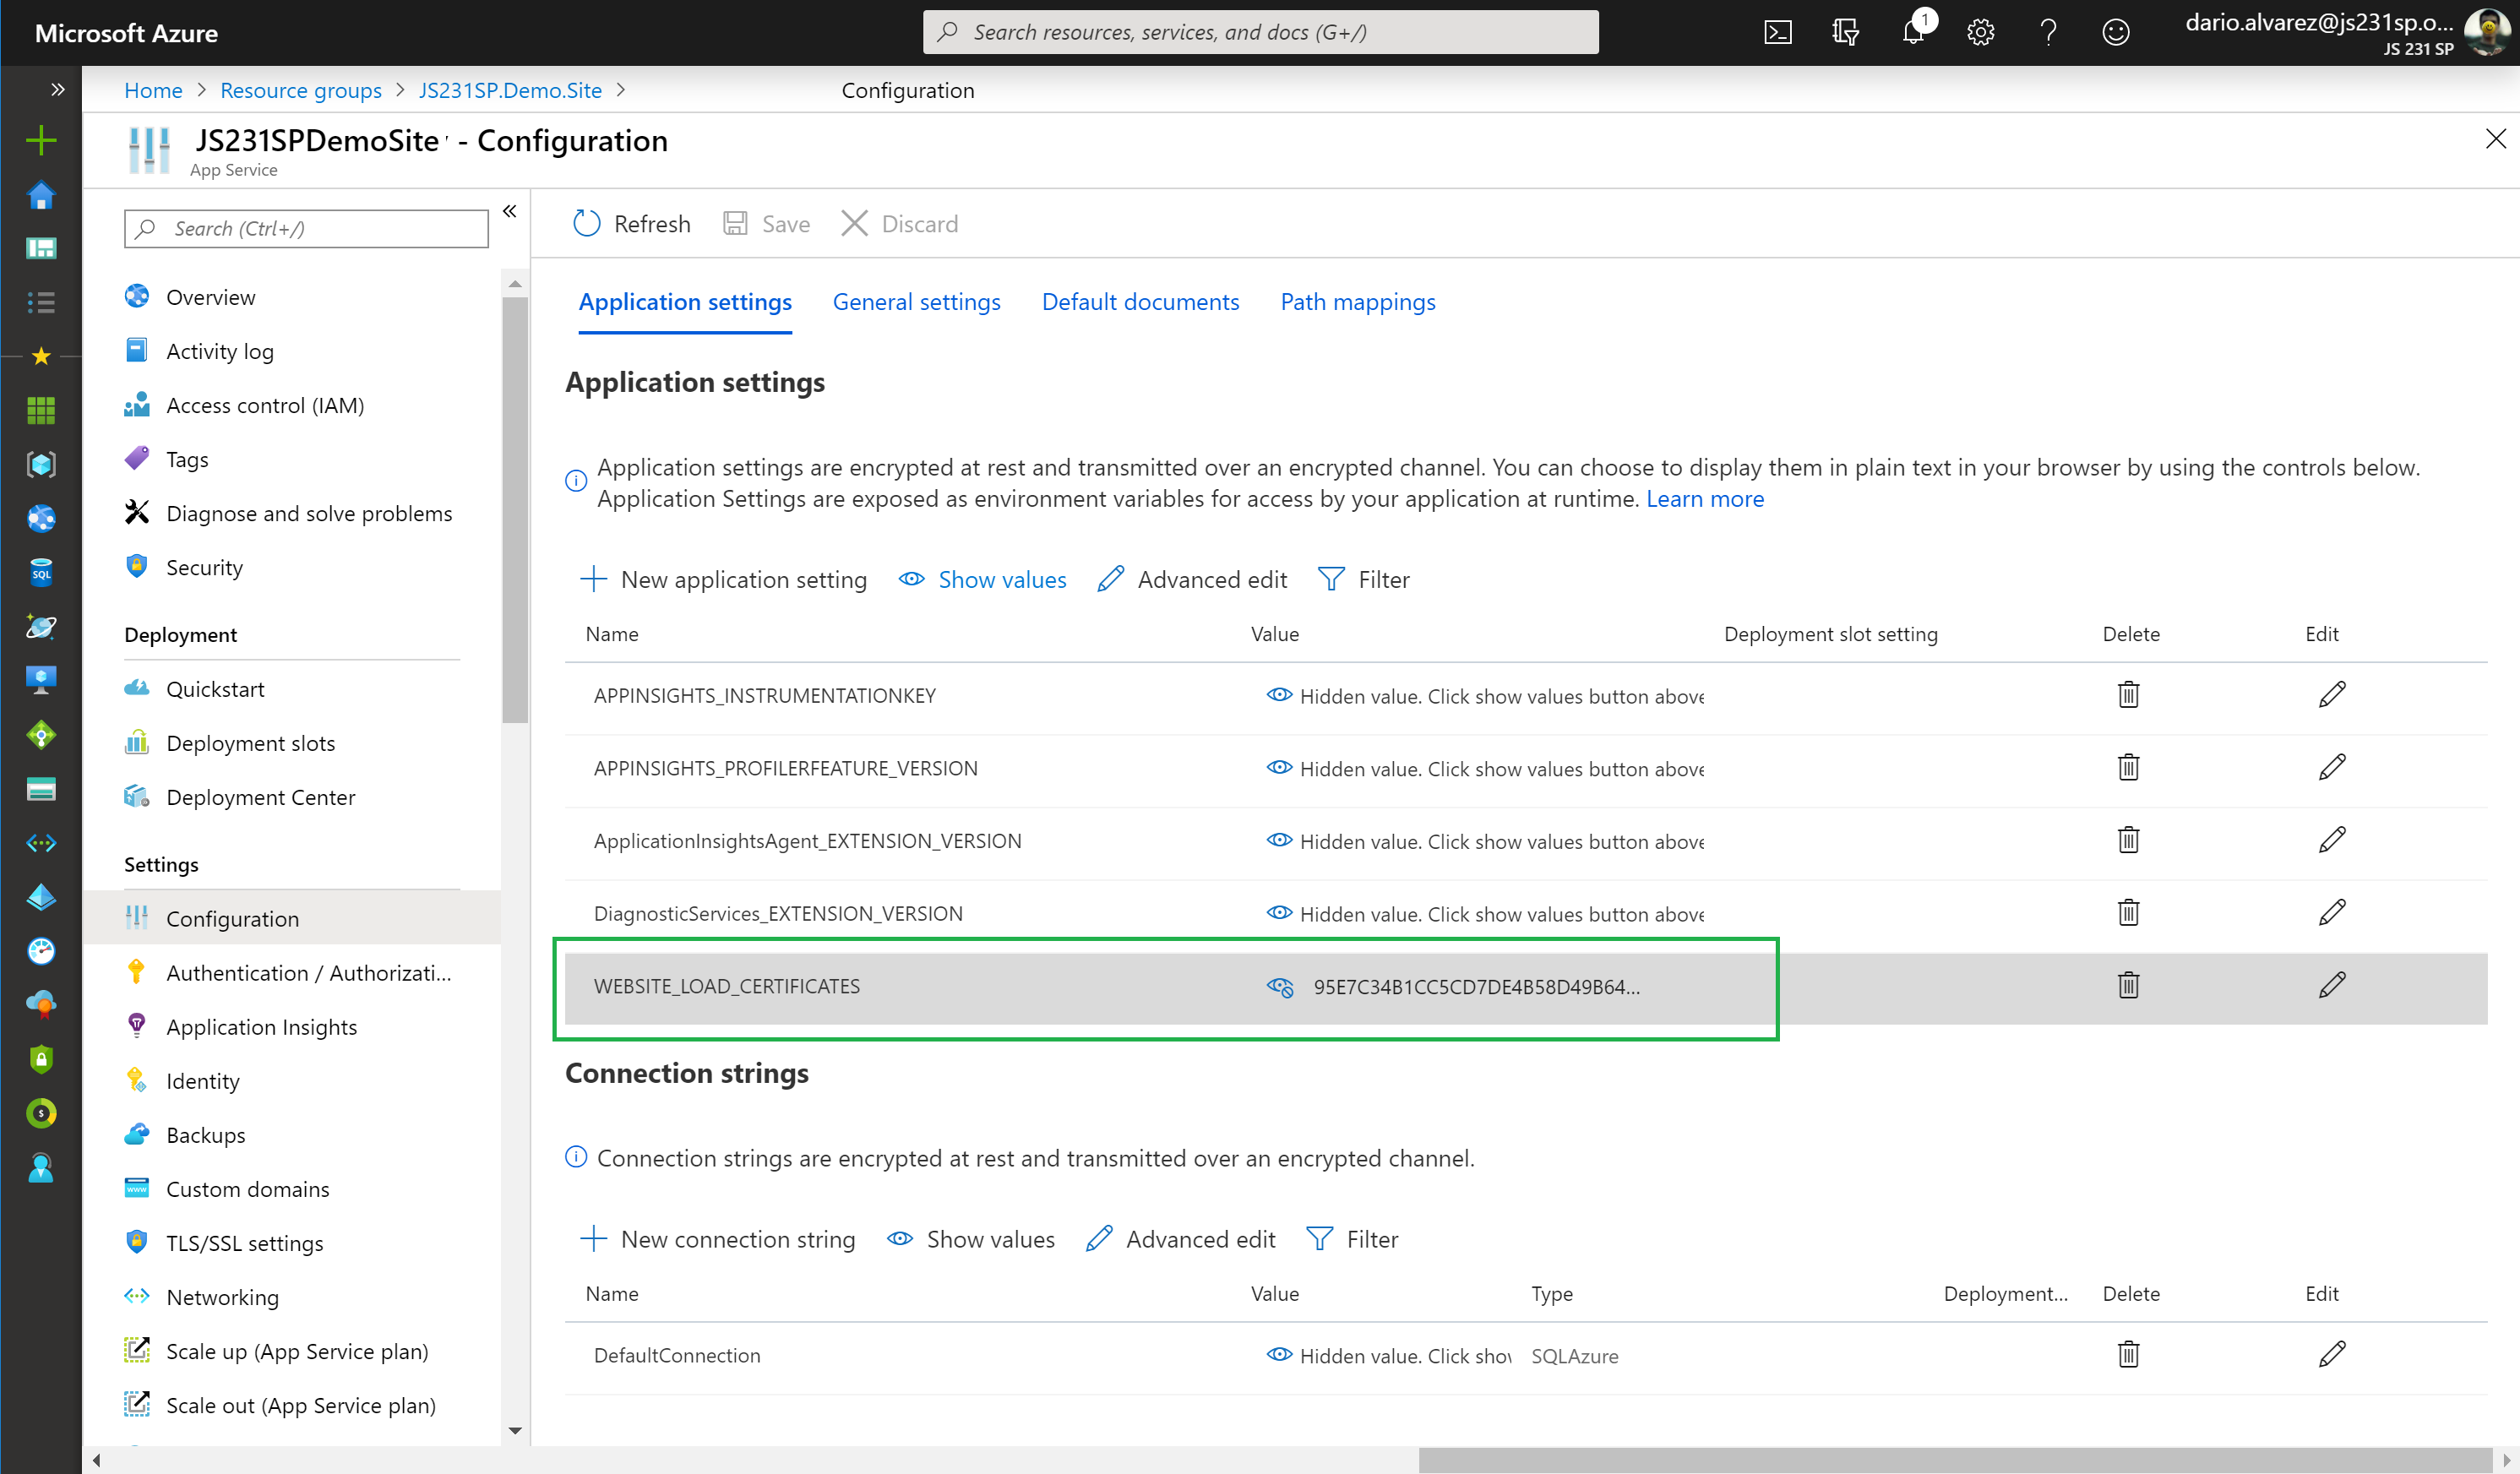 Microsoft Azure
Search resources, services, and docs (G+/)
1
dario.alvarez@js231sp.o...
JS 231 SP
Home > Resource groups > JS231SP.Demo.Site > Configuration
JS231SPDemoSite - Configuration
App Service
Search (Ctrl+/)
Overview
Activity log
Access control (IAM)
Tags
Diagnose and solve problems
Security
Deployment
Quickstart
Deployment slots
Deployment Center
Settings
Configuration
Authentication / Authorizati...
Application Insights
Identity
Backups
Custom domains
TLS/SSL settings
Networking
Scale up (App Service plan)
Scale out (App Service plan)
SQL
www
$
Refresh Save Discard
Application settings General settings Default documents Path mappings
Application settings
Application settings are encrypted at rest and transmitted over an encrypted channel. You can choose to display them in plain text in your browser by using the controls below.
Application Settings are exposed as environment variables for access by your application at runtime. Learn more
New application setting Show values Advanced edit Filter
Name Value Deployment slot setting Delete Edit
APPINSIGHTS_INSTRUMENTATIONKEY Hidden value. Click show values button above
APPINSIGHTS_PROFILERFEATURE_VERSION Hidden value. Click show values button above
ApplicationInsightsAgent_EXTENSION_VERSION Hidden value. Click show values button above
DiagnosticServices_EXTENSION_VERSION Hidden value. Click show values button above
WEBSITE_LOAD_CERTIFICATES 95E7C34B1CC5CD7DE4B58D49B64...
Connection strings
Connection strings are encrypted at rest and transmitted over an encrypted channel.
New connection string Show values Advanced edit Filter
Name Value Type Deployment... Delete Edit
DefaultConnection Hidden value. Click show SQLAzure